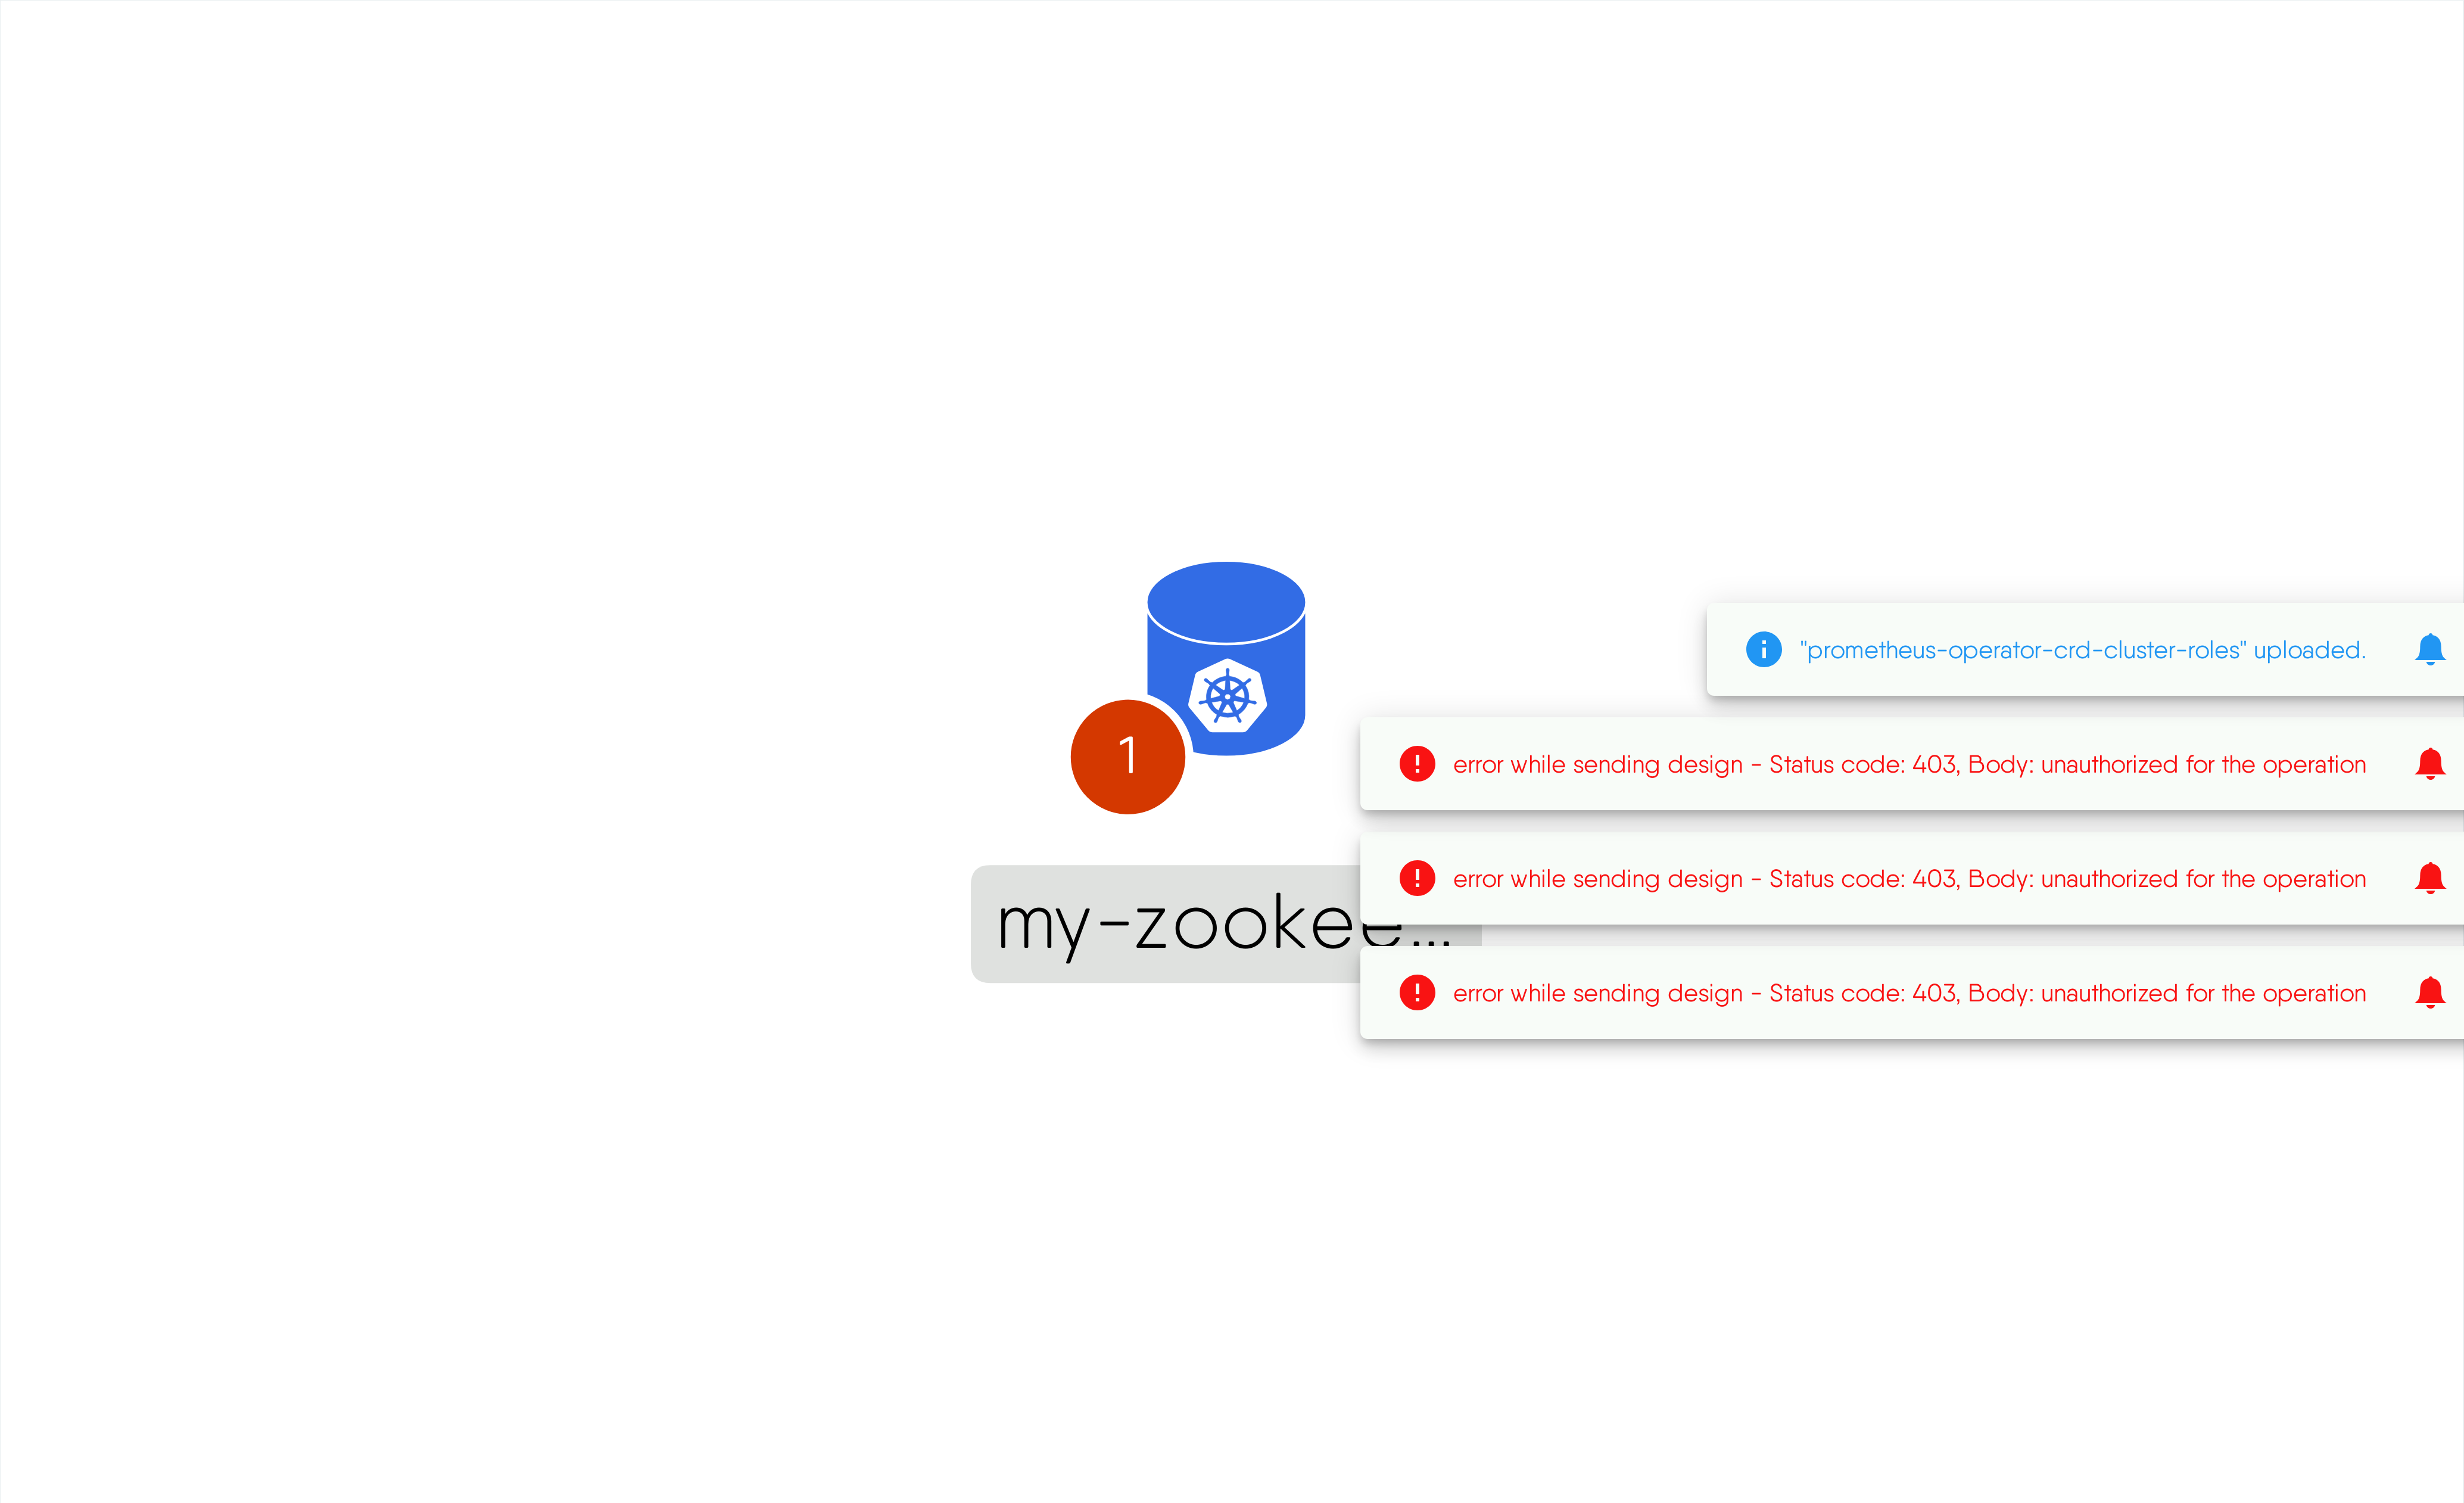 "prometheus-operator-crd-cluster-roles" uploaded.
1
error while sending design - Status code: 403, Body: unauthorized for the operation
error while sending design - Status code: 403, Body: unauthorized for the operation
my-zookee...
error while sending design - Status code: 403, Body: unauthorized for the operation